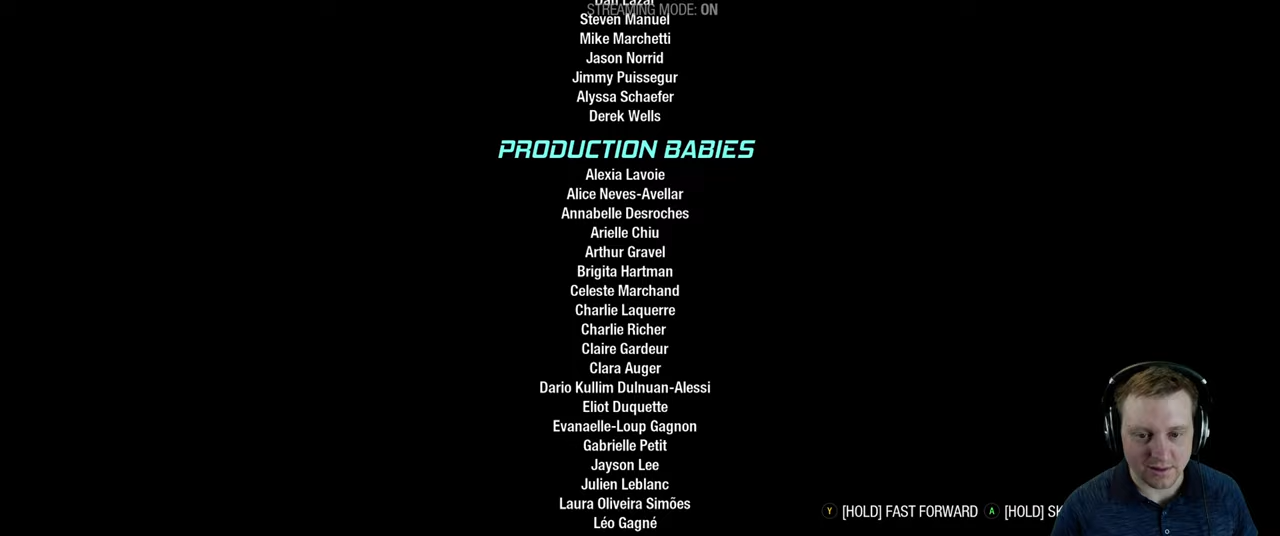 Dan Lazar
STREAMING MODE: ON
Steven Manuel
Mike Marchetti
Jason Norrid
Jimmy Puissegur
Alyssa Schaefer
Derek Wells
PRODUCTION BABIES
Alexia Lavoie
Alice Neves-Avellar
Annabelle Desroches
Arielle Chiu
Arthur Gravel
Brigita Hartman
Celeste Marchand
Charlie Laquerre
Charlie Richer
Claire Gardeur
Clara Auger
Dario Kullim Dulnuan-Alessi
Eliot Duquette
Evanaelle-Loup Gagnon
Gabrielle Petit
Jayson Lee
Julien Leblanc
Laura Oliveira Simões
Léo Gagné
Y [HOLD] FAST FORWARD A [HOLD] SK